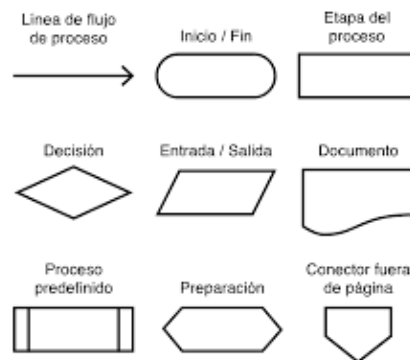 Linea de flujo
de proceso
Inicio / Fin
Etapa del
proceso
Decisión
Entrada / Salida
Documento
Proceso
predefinido
Preparación
Conector fuera
de página